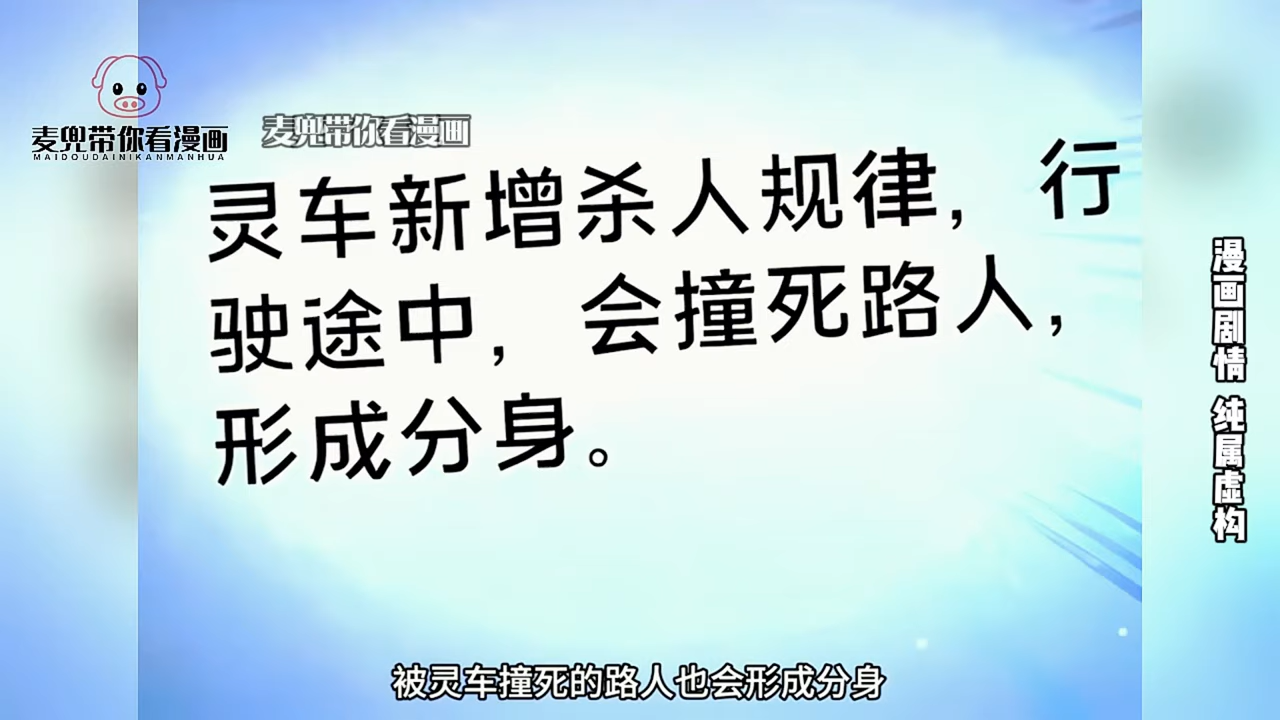 麦兜带你看漫画
MAIDOUDAINIKANMANHUA
麦兜带你看漫画
灵车新增杀人规律，行
驶途中，会撞死路人，
形成分身。
漫画剧情 纯属虚构
被灵车撞死的路人也会形成分身